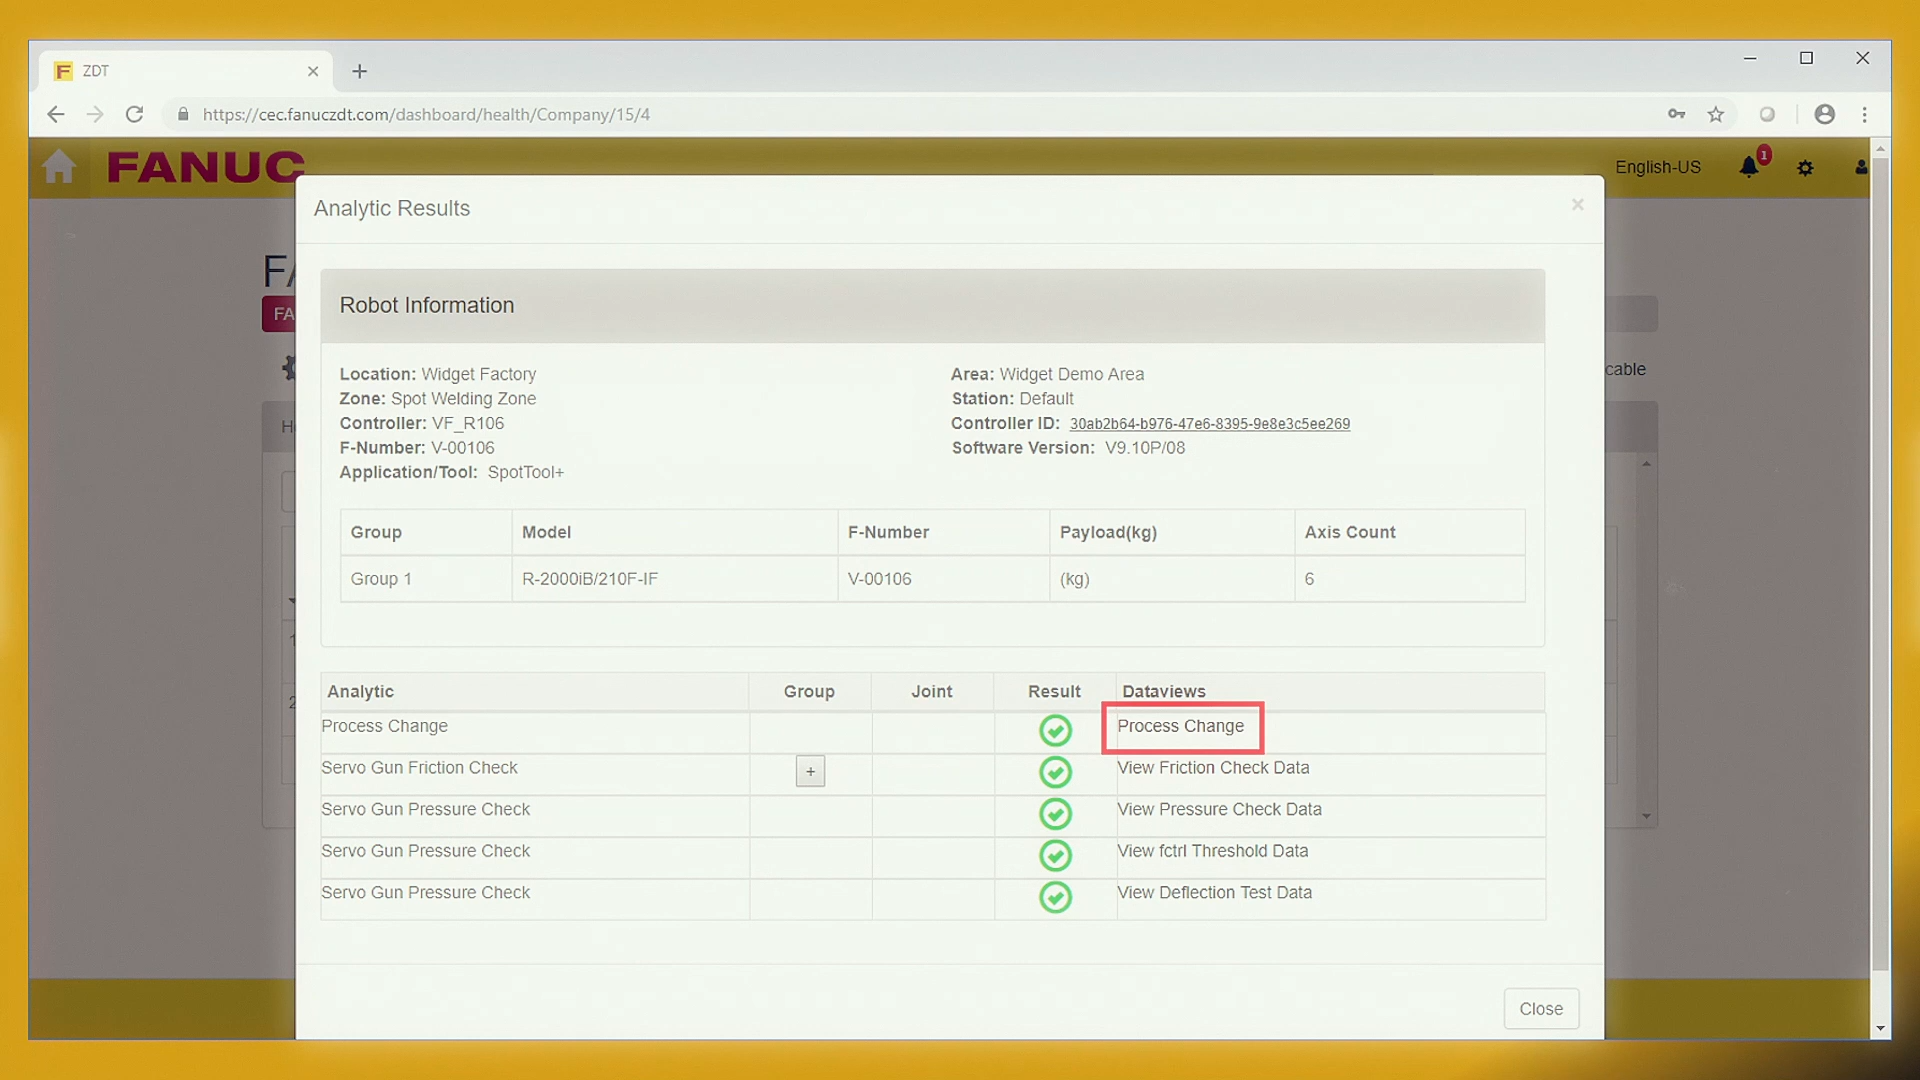 ZDT
https://cec.fanuczdt.com/dashboard/health/Company/15/4
FANUC
English-US
1
Analytic Results
FA
Robot Information
FA
Location: Widget Factory
Area: Widget Demo Area
cable
Zone: Spot Welding Zone
Station: Default
Controller: VF_R106
Controller ID: 30ab2b64-b976-47e6-8395-9e8e3c5ee269
F-Number: V-00106
Software Version: V9.10P/08
Application/Tool: SpotTool+
Group Model F-Number Payload(kg) Axis Count
Group 1 R-2000iB/210F-IF V-00106 (kg) 6
Analytic Group Joint Result Dataviews
Process Change Process Change
Servo Gun Friction Check + View Friction Check Data
Servo Gun Pressure Check View Pressure Check Data
Servo Gun Pressure Check View fctrl Threshold Data
Servo Gun Pressure Check View Deflection Test Data
Close